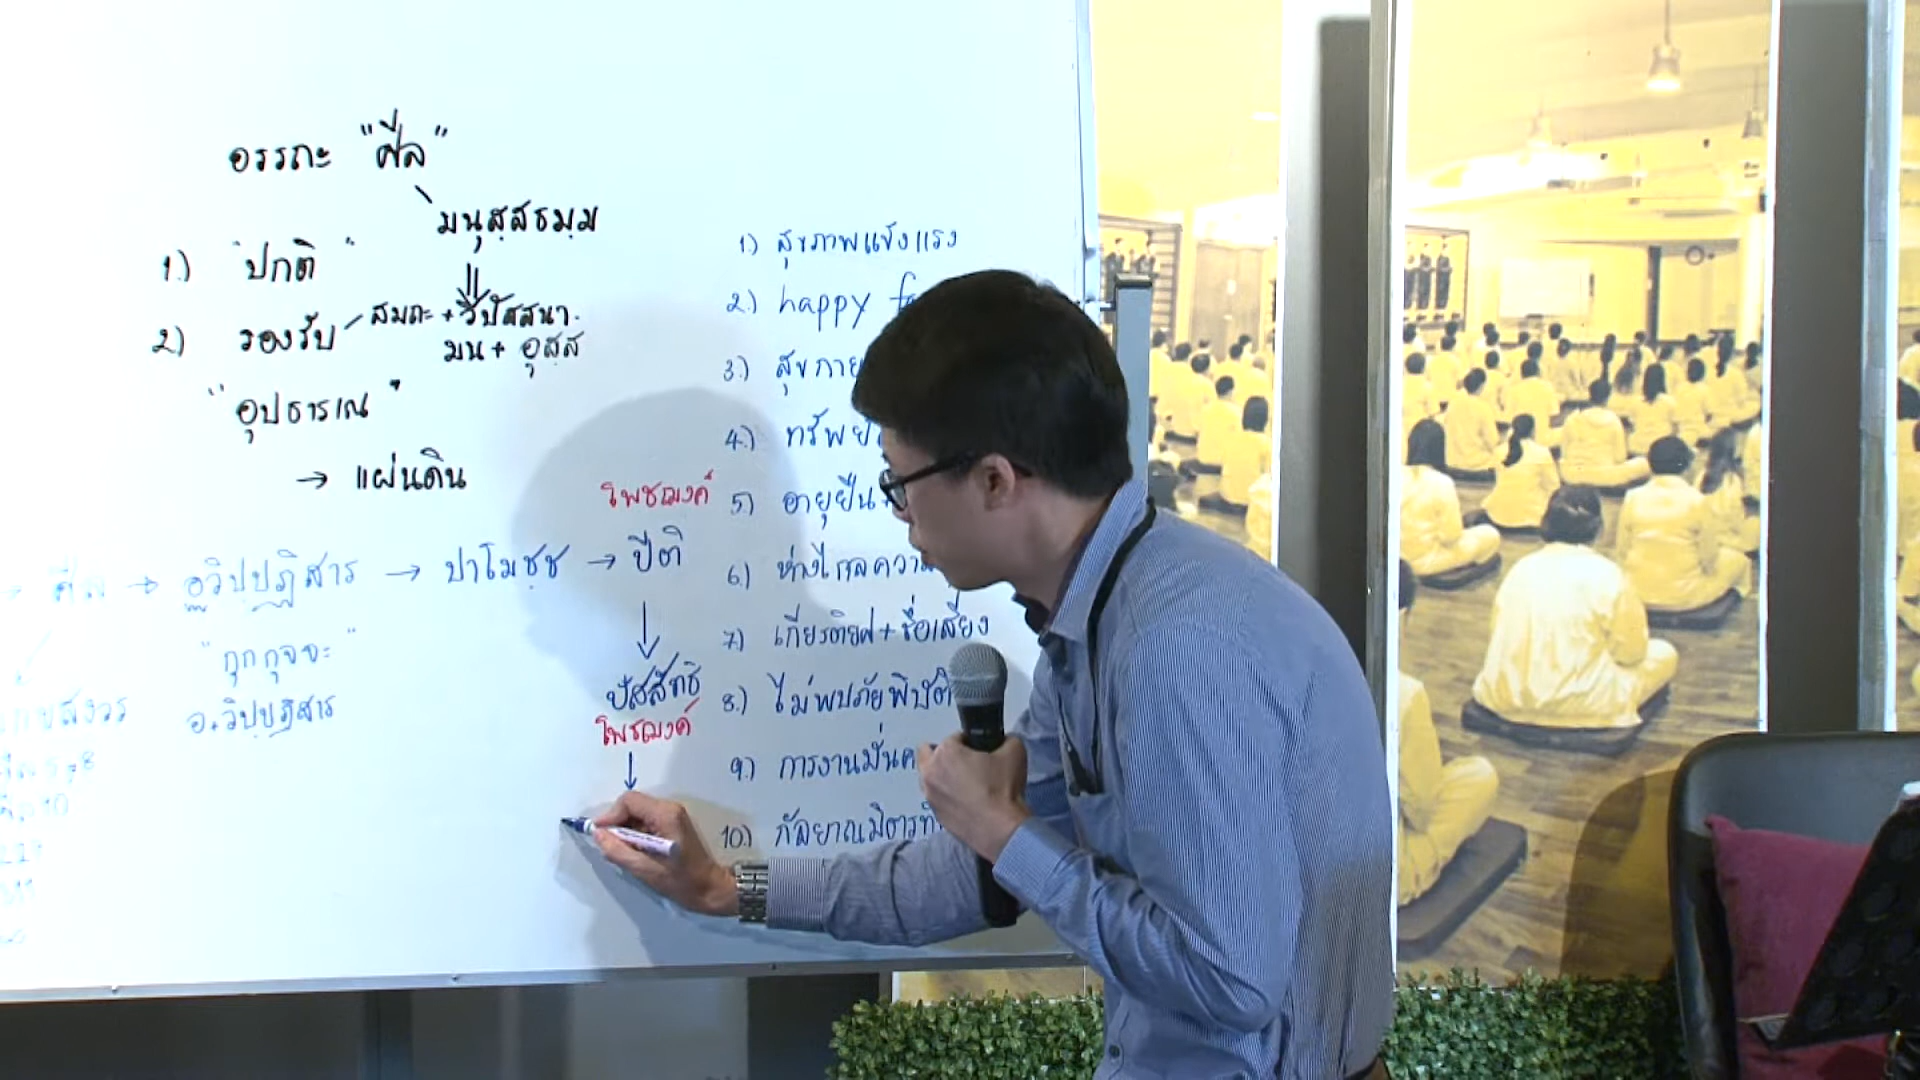 อรรถะ "ศีล"
มนุสฺสธมฺม
1.) "ปกติ"
2.) รองรับ สมถะ + วิปัสสนา
มน + อุสฺส
"อุปธารณ"
→ แผ่นดิน
→ ศีล → อวิปฺปฏิสาร → ปาโมชฺช → ปีติ
โพชฌงค์
"กุกกุจจะ"
อ.วิปฺปฏิสาร
↓
ปัสสัทธิ
โพชฌงค์
↓
1.) สุขภาพแข็งแรง
2.) happy
3.) สุขกาย
4.)
5.) อายุยืน
6.) ห่างไกลความ
7.) เกียรติยศ + ชื่อเสียง
8.) ไม่พบภัยพิบัติ
9.) การงานมั่นค
10.) กัลยาณมิตร